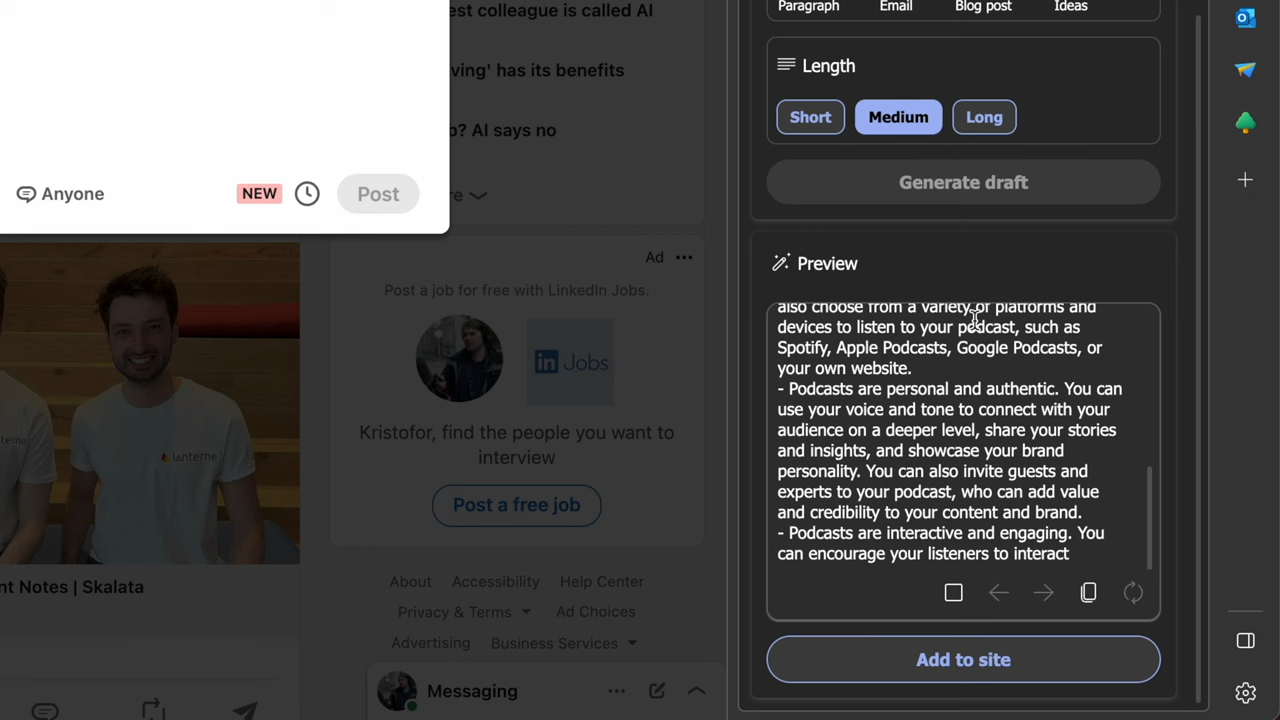 est colleague is called AI
ving' has its benefits
o? AI says no
re
Anyone
NEW
Post
Ad
Post a job for free with LinkedIn Jobs.
in Jobs
Kristofor, find the people you want to
interview
Post a free job
lanterne
nt Notes | Skalata
About Accessibility Help Center
Privacy & Terms Ad Choices
Advertising Business Services
Messaging
Paragraph Email Blog post Ideas
Length
Short Medium Long
Generate draft
Preview
also choose from a variety of platforms and
devices to listen to your podcast, such as
Spotify, Apple Podcasts, Google Podcasts, or
your own website.
- Podcasts are personal and authentic. You can
use your voice and tone to connect with your
audience on a deeper level, share your stories
and insights, and showcase your brand
personality. You can also invite guests and
experts to your podcast, who can add value
and credibility to your content and brand.
- Podcasts are interactive and engaging. You
can encourage your listeners to interact
Add to site